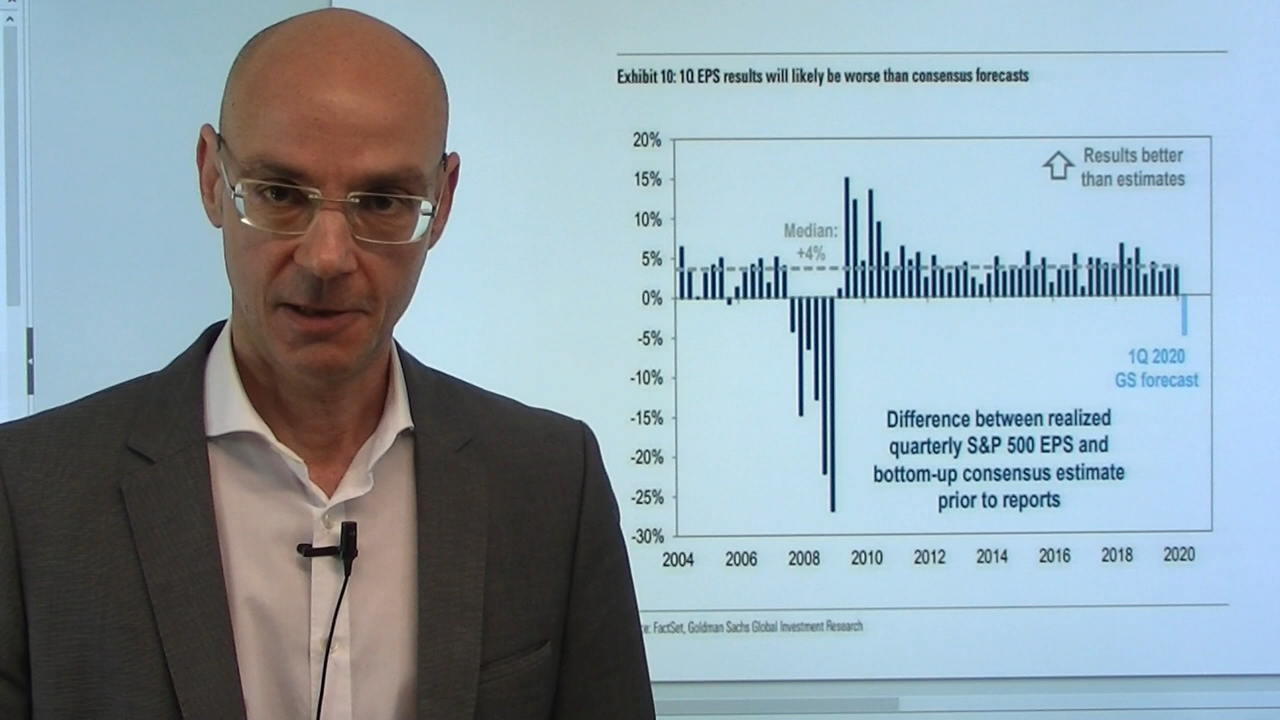 Exhibit 10: 1Q EPS results will likely be worse than consensus forecasts
20%
15%
10%
5%
0%
-5%
-10%
-15%
-20%
-25%
-30%
Results better
than estimates
Median:
+4%
1Q 2020
GS forecast
Difference between realized
quarterly S&P 500 EPS and
bottom-up consensus estimate
prior to reports
2004 2006 2008 2010 2012 2014 2016 2018 2020
FactSet, Goldman Sachs Global Investment Research